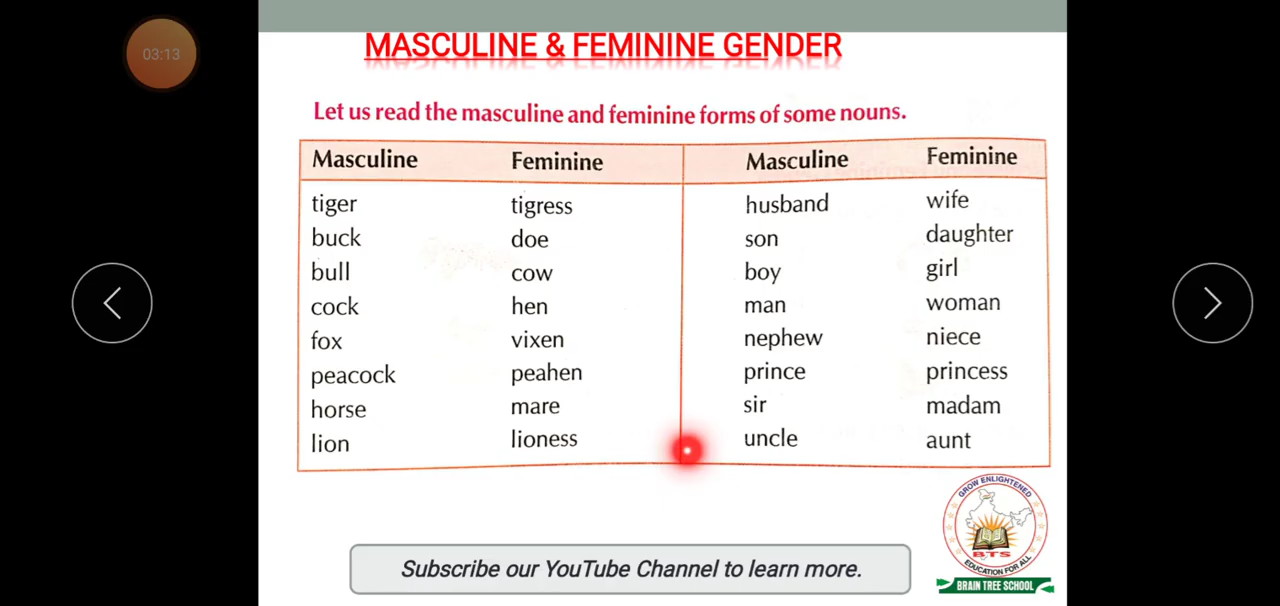 03:13
MASCULINE & FEMININE GENDER
Let us read the masculine and feminine forms of some nouns.
Masculine Feminine Masculine Feminine
tiger tigress husband wife
buck doe son daughter
bull cow boy girl
cock hen man woman
fox vixen nephew niece
peacock peahen prince princess
horse mare sir madam
lion lioness uncle aunt
GROW ENLIGHTENED
BTS
EDUCATION FOR ALL
BRAIN TREE SCHOOL
Subscribe our YouTube Channel to learn more.